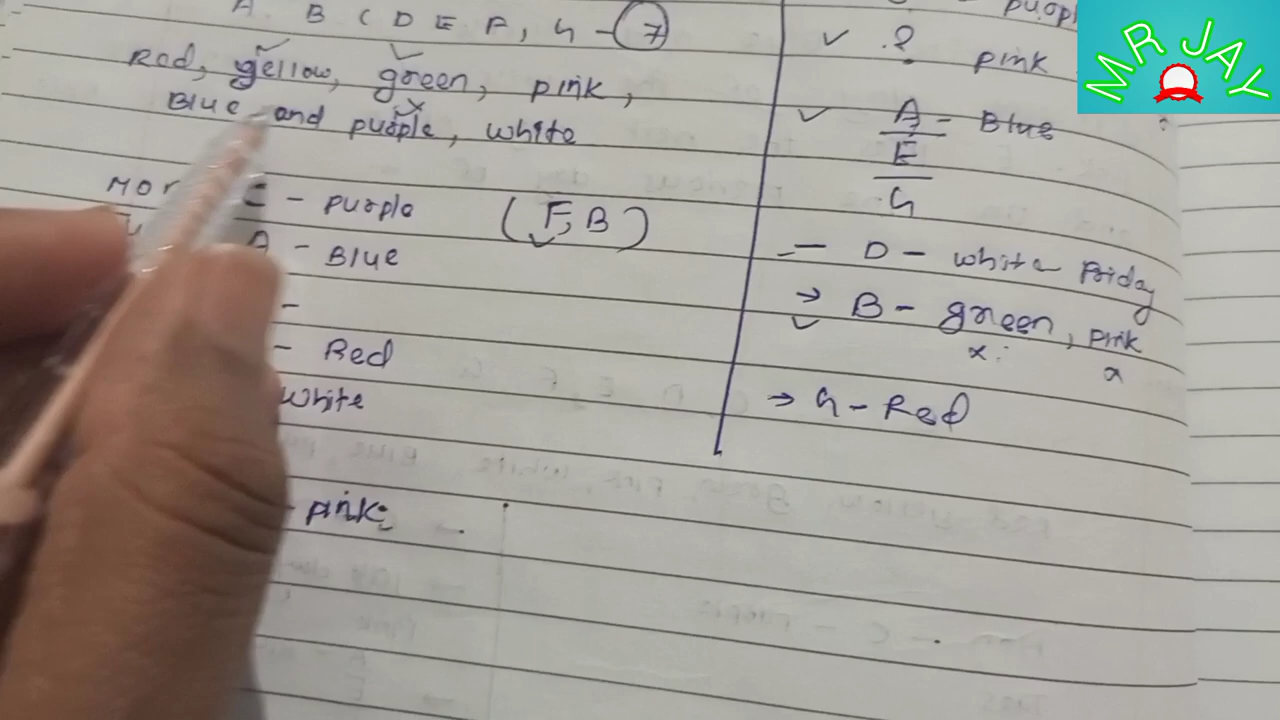 A B C D E F, G - 7
Red, yellow, green, pink,
Blue and purple, white
Mor C - purple (F, B)
A - Blue
-
- Red
White
- pink
✓ .? pink
✓ A - Blue
E
G
= D - white Friday
→ B - green, pink
✓ x x
→ G - Red
MR JAY